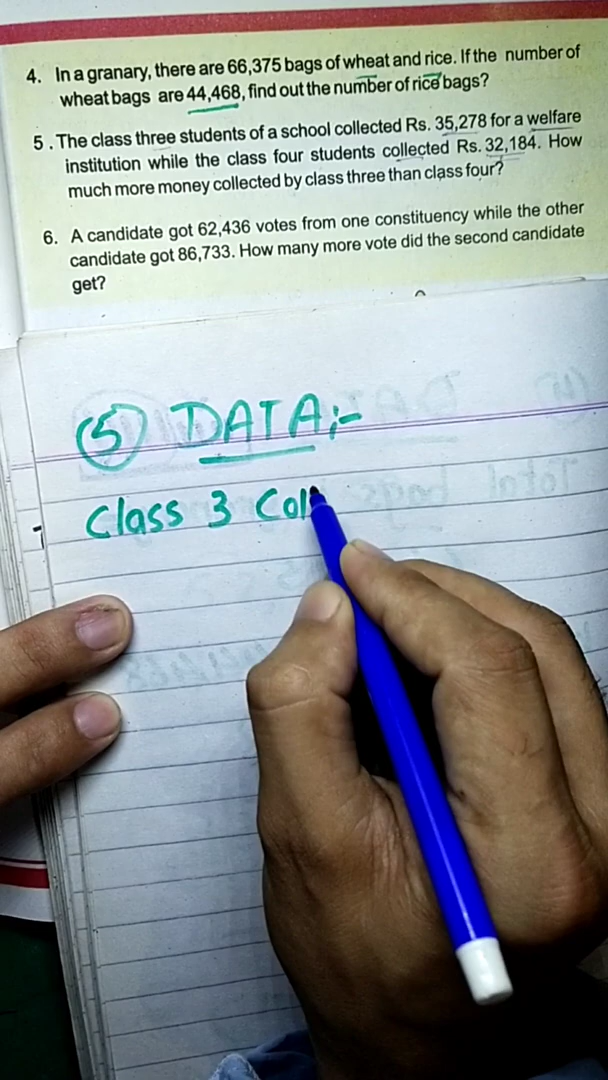 4. In a granary, there are 66,375 bags of wheat and rice. If the number of
wheat bags are 44,468, find out the number of rice bags?
5. The class three students of a school collected Rs. 35,278 for a welfare
institution while the class four students collected Rs. 32,184. How
much more money collected by class three than class four?
6. A candidate got 62,436 votes from one constituency while the other
candidate got 86,733. How many more vote did the second candidate
get?
(5) DATA:-
Class 3 Col